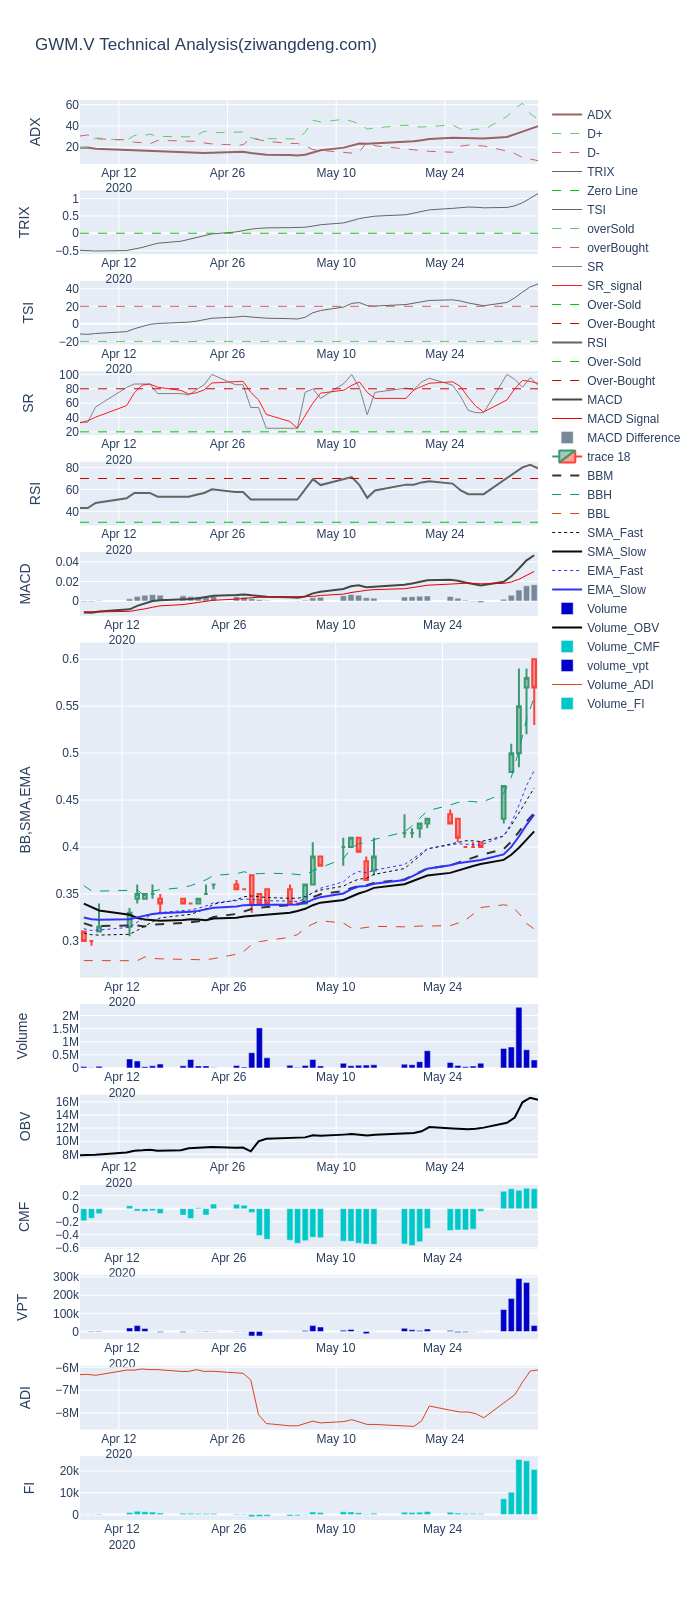 GWM.V Technical Analysis(ziwangdeng.com)
ADX
60
40
20
Apr 12
2020
Apr 26
May 10
May 24
TRIX
1
0.5
0
−0.5
Apr 12
2020
Apr 26
May 10
May 24
TSI
40
20
0
−20
Apr 12
2020
Apr 26
May 10
May 24
SR
100
80
60
40
20
Apr 12
2020
Apr 26
May 10
May 24
RSI
80
60
40
Apr 12
2020
Apr 26
May 10
May 24
MACD
0.04
0.02
0
Apr 12
2020
Apr 26
May 10
May 24
BB,SMA,EMA
0.6
0.55
0.5
0.45
0.4
0.35
0.3
Apr 12
2020
Apr 26
May 10
May 24
Volume
2M
1.5M
1M
0.5M
0
Apr 12
2020
Apr 26
May 10
May 24
OBV
16M
14M
12M
10M
8M
Apr 12
2020
Apr 26
May 10
May 24
CMF
0.2
0
−0.2
−0.4
−0.6
Apr 12
2020
Apr 26
May 10
May 24
VPT
300k
200k
100k
0
Apr 12
2020
Apr 26
May 10
May 24
ADI
−6M
−7M
−8M
Apr 12
2020
Apr 26
May 10
May 24
FI
20k
10k
0
Apr 12
2020
Apr 26
May 10
May 24
ADX
D+
D-
TRIX
Zero Line
TSI
overSold
overBought
SR
SR_signal
Over-Sold
Over-Bought
RSI
Over-Sold
Over-Bought
MACD
MACD Signal
MACD Difference
trace 18
BBM
BBH
BBL
SMA_Fast
SMA_Slow
EMA_Fast
EMA_Slow
Volume
Volume_OBV
Volume_CMF
volume_vpt
Volume_ADI
Volume_FI